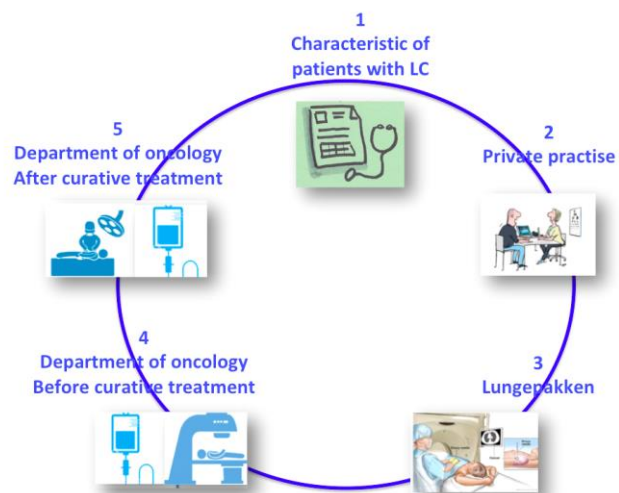 1
Characteristic of
patients with LC
2
Private practise
3
Lungepakken
4
Department of oncology
Before curative treatment
5
Department of oncology
After curative treatment